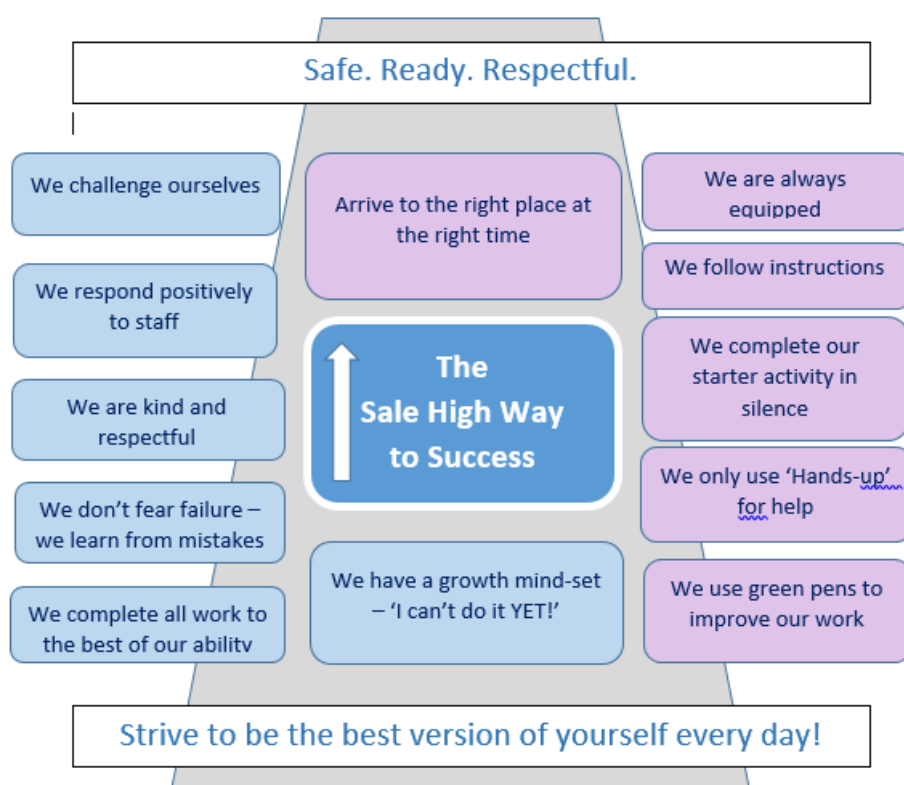 Safe. Ready. Respectful.
We challenge ourselves
We respond positively
to staff
We are kind and
respectful
We don't fear failure –
we learn from mistakes
We complete all work to
the best of our ability
Arrive to the right place at
the right time
The
Sale High Way
to Success
We have a growth mind-set
– 'I can't do it YET!'
We are always
equipped
We follow instructions
We complete our
starter activity in
silence
We only use 'Hands-up'
for help
We use green pens to
improve our work
Strive to be the best version of yourself every day!